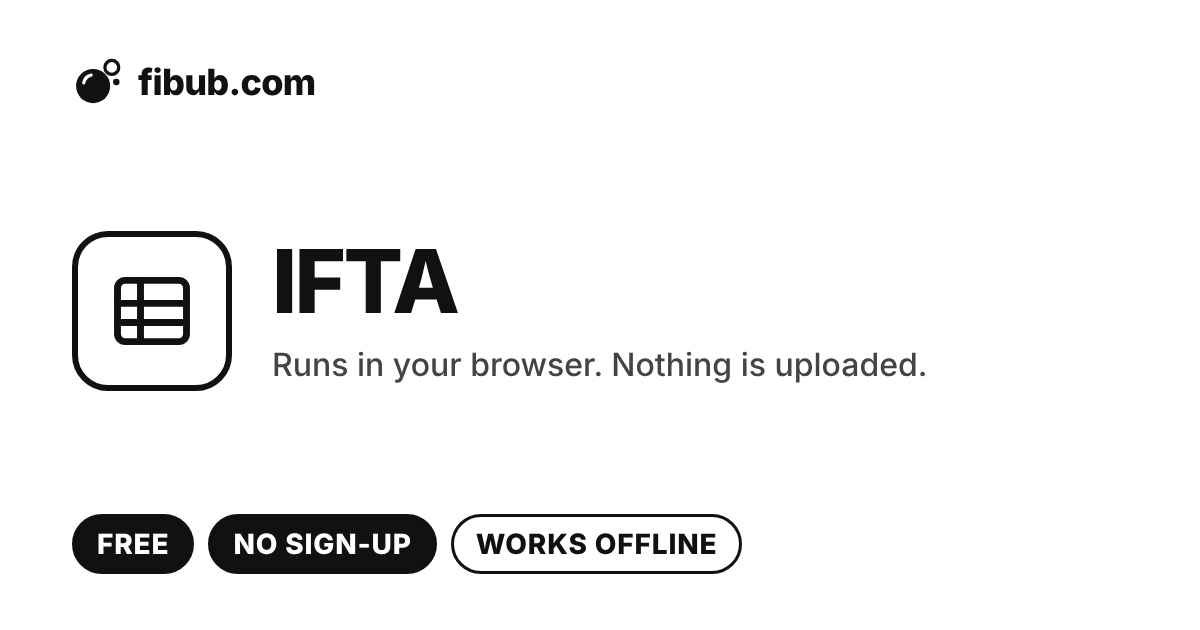 fibub.com
IFTA
Runs in your browser. Nothing is uploaded.
FREE
NO SIGN-UP
WORKS OFFLINE